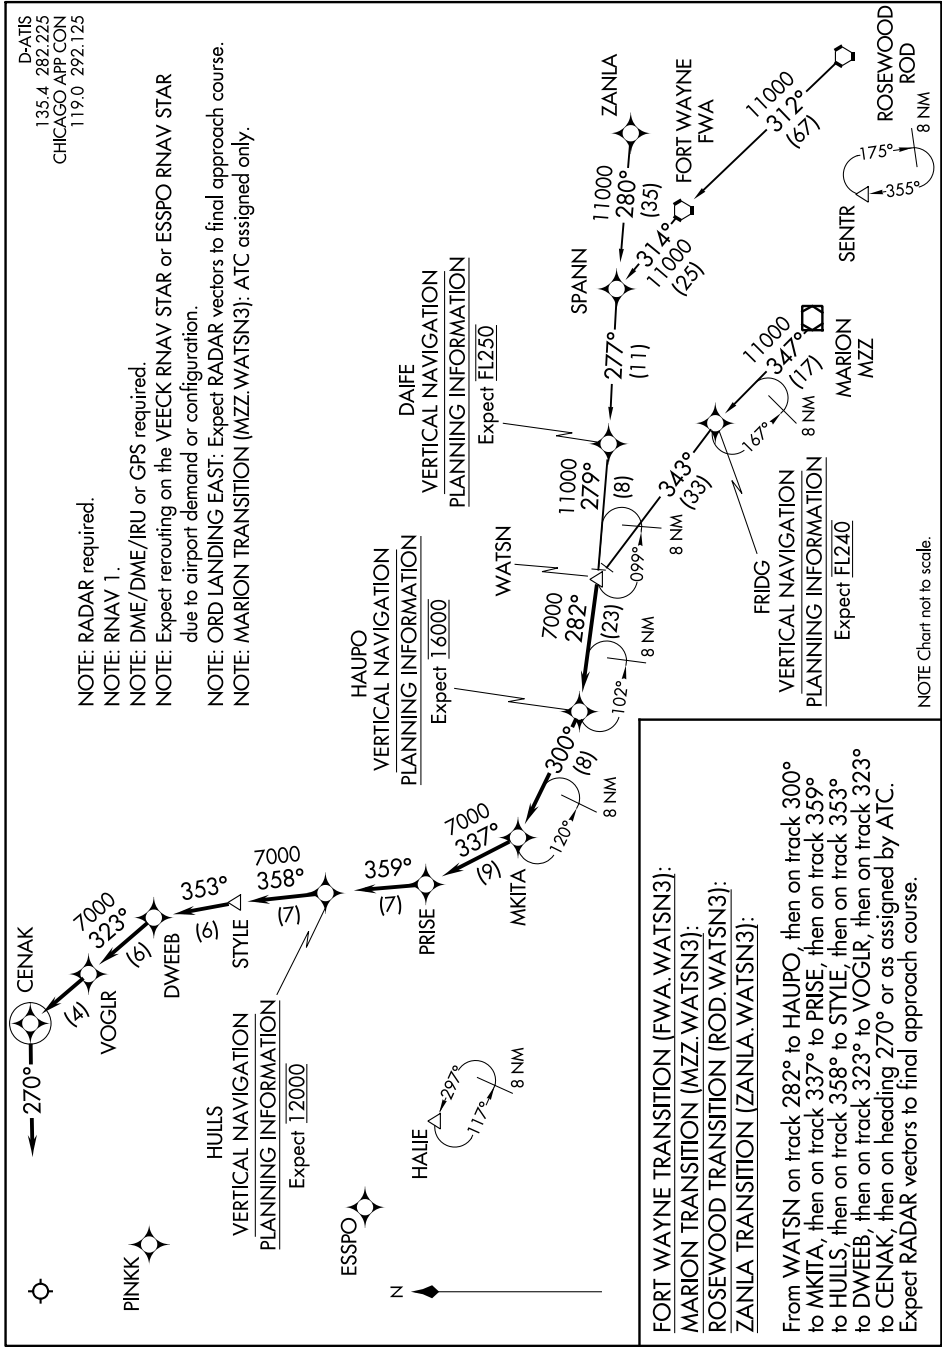 D-ATIS
135.4 282.225
CHICAGO APP CON
119.0 292.125
NOTE: RADAR required.
NOTE: RNAV 1.
NOTE: DME/DME/IRU or GPS required.
NOTE: Expect rerouting on the VEECK RNAV STAR or ESSPO RNAV STAR
due to airport demand or configuration.
NOTE: ORD LANDING EAST: Expect RADAR vectors to final approach course.
NOTE: MARION TRANSITION (MZZ.WATSN3): ATC assigned only.
270°
CENAK
(4)
VOGLR
7000
323°
(6)
DWEEB
353°
(6)
STYLE
7000
358°
(7)
HULLS
VERTICAL NAVIGATION
PLANNING INFORMATION
Expect 12000
359°
(7)
PRISE
7000
337°
(9)
MKITA
300°
(8)
120°
8 NM
HAUPO
VERTICAL NAVIGATION
PLANNING INFORMATION
Expect 16000
102°
8 NM
7000
282°
(23)
WATSN
099°
8 NM
11000
279°
(8)
DAIFE
VERTICAL NAVIGATION
PLANNING INFORMATION
Expect FL250
277°
(11)
SPANN
11000
280°
(35)
ZANLA
314°
11000
(25)
FORT WAYNE
FWA
11000
312°
(67)
ROSEWOOD
ROD
343°
(33)
FRIDG
VERTICAL NAVIGATION
PLANNING INFORMATION
Expect FL240
167°
8 NM
11000
347°
(17)
MARION
MZZ
SENTR
175°
355°
8 NM
PINKK
ESSPO
HALIE
297°
117°
8 NM
N
NOTE Chart not to scale.
FORT WAYNE TRANSITION (FWA.WATSN3):
MARION TRANSITION (MZZ.WATSN3):
ROSEWOOD TRANSITION (ROD.WATSN3):
ZANLA TRANSITION (ZANLA.WATSN3):
From WATSN on track 282° to HAUPO, then on track 300°
to MKITA, then on track 337° to PRISE, then on track 359°
to HULLS, then on track 358° to STYLE, then on track 353°
to DWEEB, then on track 323° to VOGLR, then on track 323°
to CENAK, then on heading 270° or as assigned by ATC.
Expect RADAR vectors to final approach course.